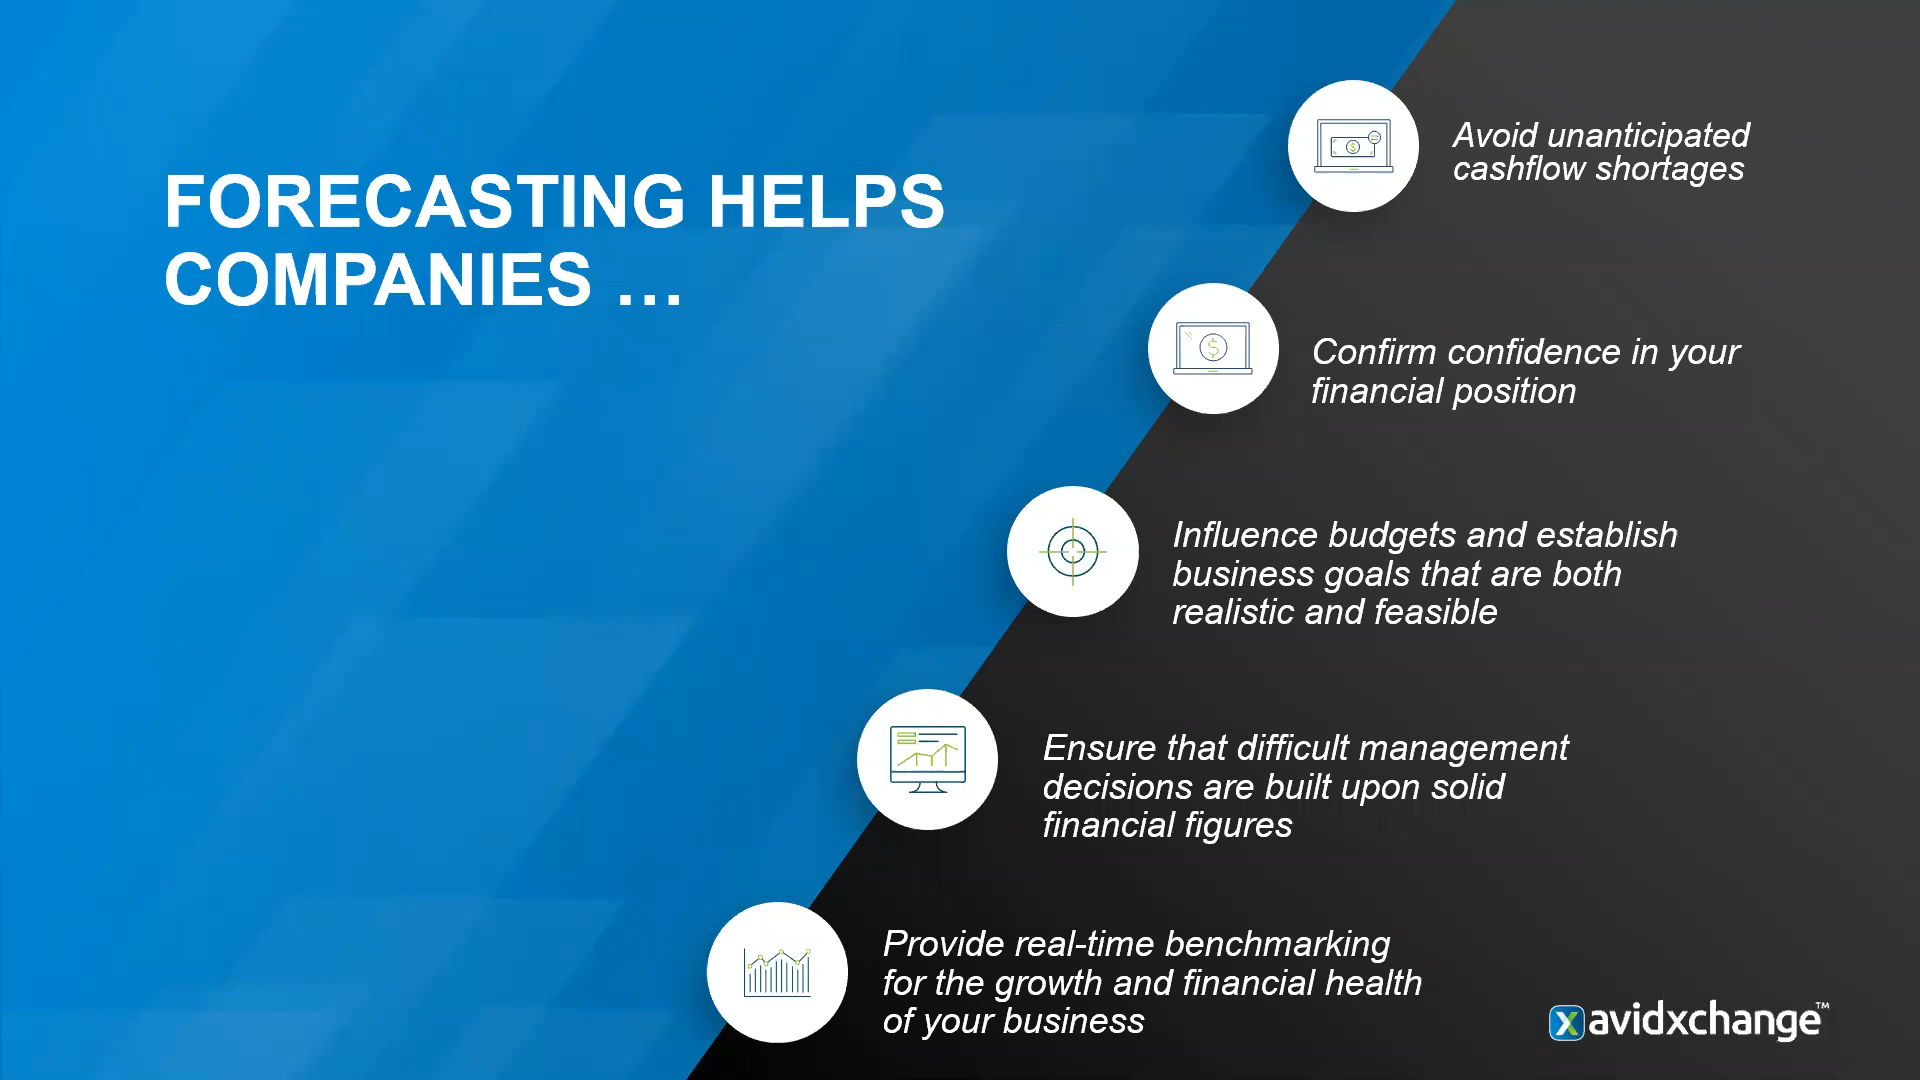 FORECASTING HELPS
COMPANIES ...
Avoid unanticipated
cashflow shortages
Confirm confidence in your
financial position
Influence budgets and establish
business goals that are both
realistic and feasible
Ensure that difficult management
decisions are built upon solid
financial figures
Provide real-time benchmarking
for the growth and financial health
of your business
x avidxchange™